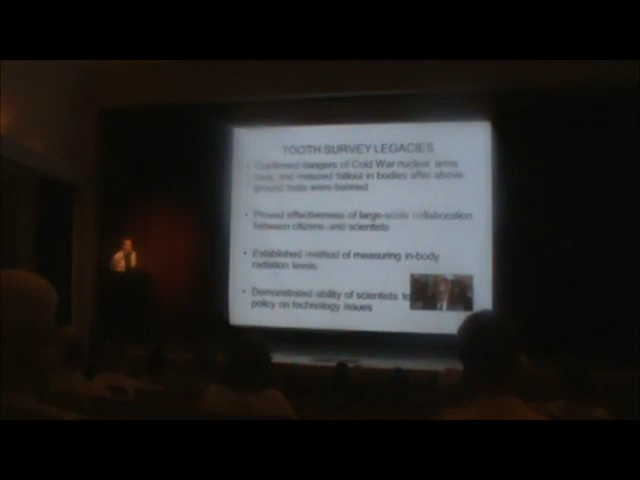 TOOTH SURVEY LEGACIES
• Confirmed dangers of Cold War nuclear arms
race, and reduced fallout in bodies after above-
ground tests were banned
• Proved effectiveness of large-scale collaboration
between citizens and scientists
• Established method of measuring in-body
radiation levels
• Demonstrated ability of scientists to
policy on technology issues